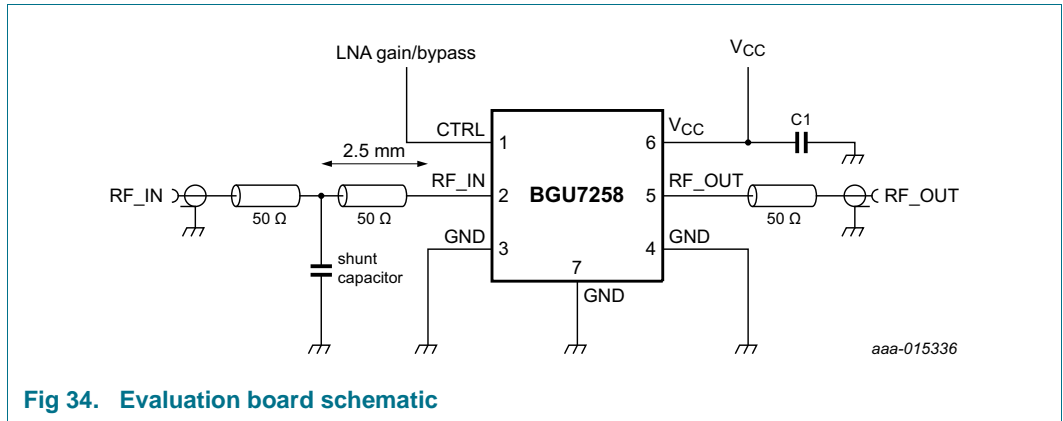 LNA gain/bypass
VCC
CTRL
1
6
VCC
C1
2.5 mm
RF_IN
50 Ω
50 Ω
RF_IN
2
BGU7258
5
RF_OUT
50 Ω
RF_OUT
shunt
capacitor
GND
3
7
GND
4
GND
aaa-015336
Fig 34. Evaluation board schematic